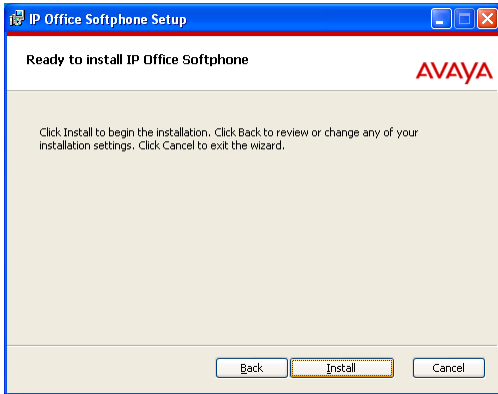 IP Office Softphone Setup
Ready to install IP Office Softphone
AVAYA
Click Install to begin the installation. Click Back to review or change any of your
installation settings. Click Cancel to exit the wizard.
Back Install Cancel